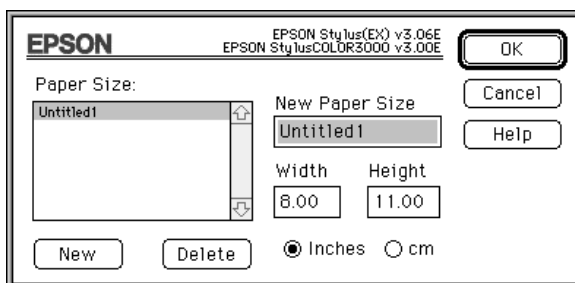 EPSON
EPSON Stylus(EX) v3.06E
EPSON StylusCOLOR3000 v3.00E
OK
Paper Size:
Untitled1
New Paper Size
Untitled1
Cancel
Help
Width Height
8.00 11.00
New Delete
Inches cm